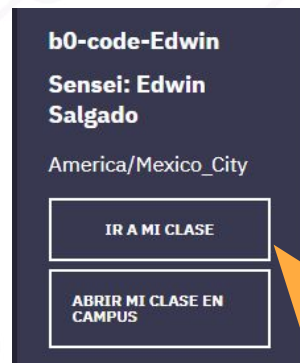 b0-code-Edwin
Sensei: Edwin
Salgado
America/Mexico_City
IR A MI CLASE
ABRIR MI CLASE EN
CAMPUS